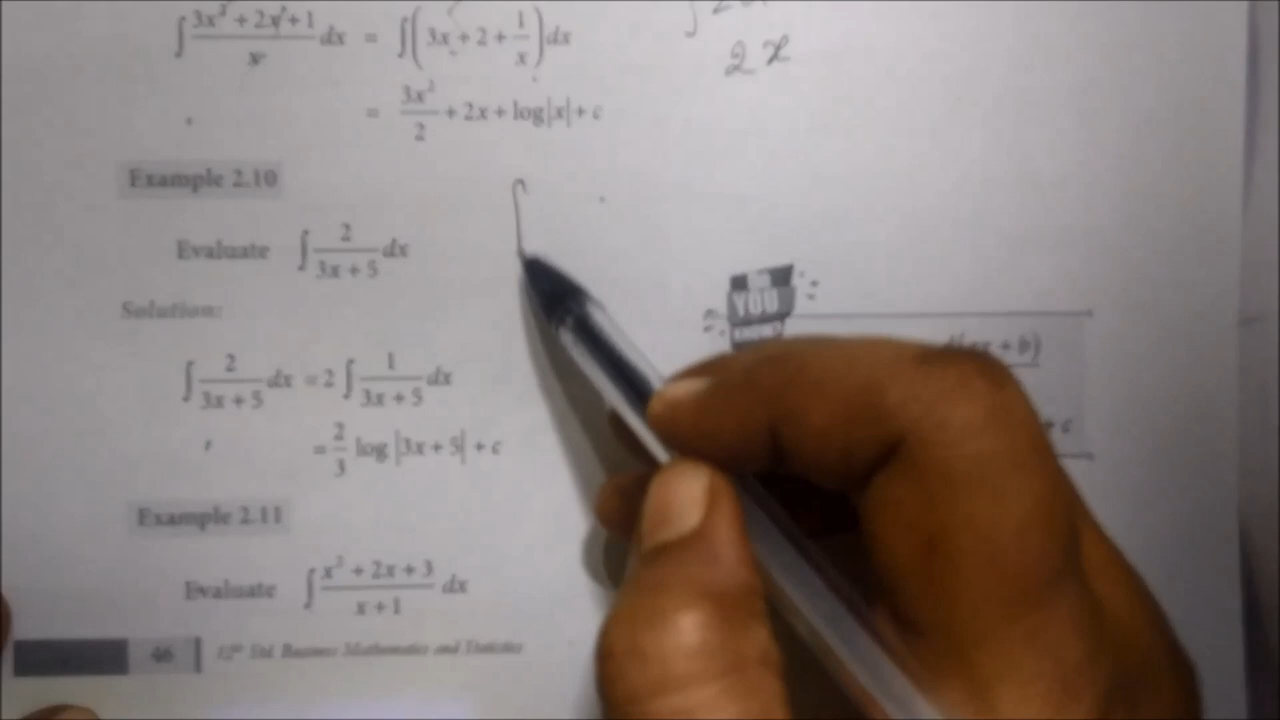 ∫ (3x² + 2x + 1)/x dx = ∫(3x + 2 + 1/x) dx
2x
= 3x²/2 + 2x + log|x| + c
Example 2.10
Evaluate ∫ 2/(3x + 5) dx
∫
YOU
Solution:
∫ 2/(3x + 5) dx = 2 ∫ 1/(3x + 5) dx
+ b)
+ c
= 2/3 log |3x + 5| + c
Example 2.11
Evaluate ∫ (x² + 2x + 3)/(x + 1) dx
46 12th Std. Business Mathematics and Statistics